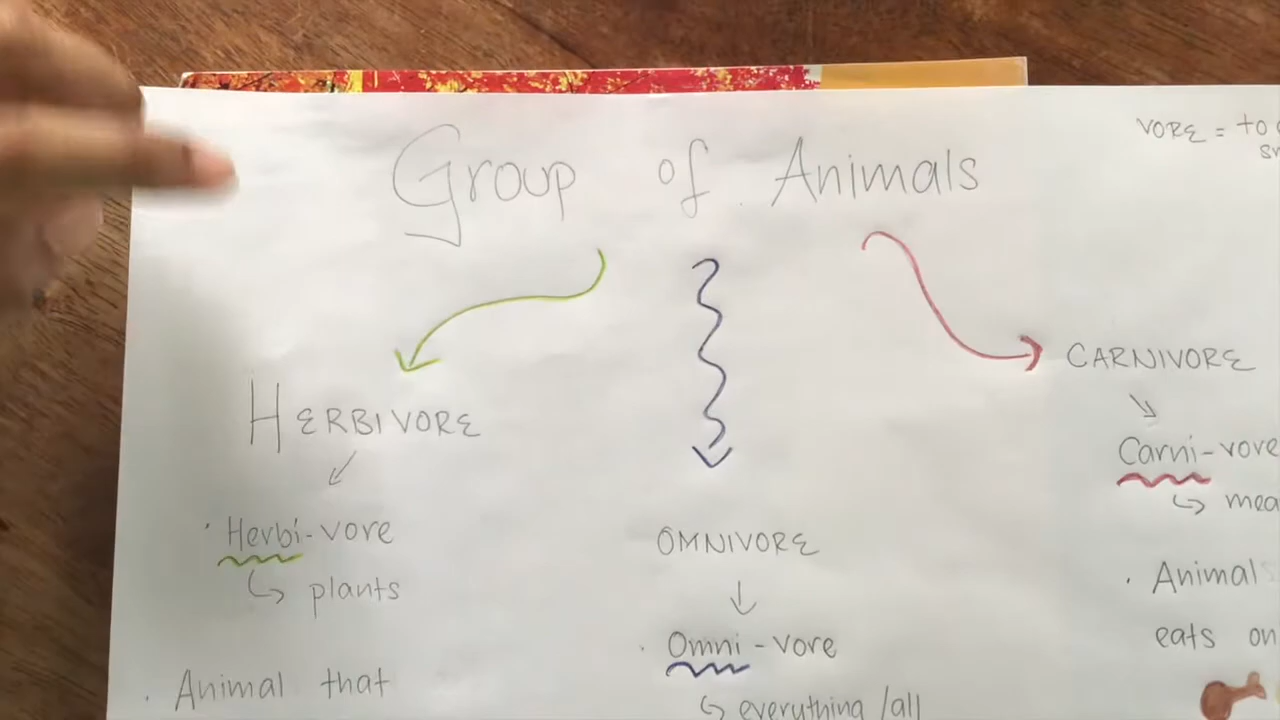 Group of Animals
VORE = to
HERBIVORE
Herbi-vore
plants
Animal that
OMNIVORE
Omni-vore
everything/all
CARNIVORE
Carni-vore
Animal
eats